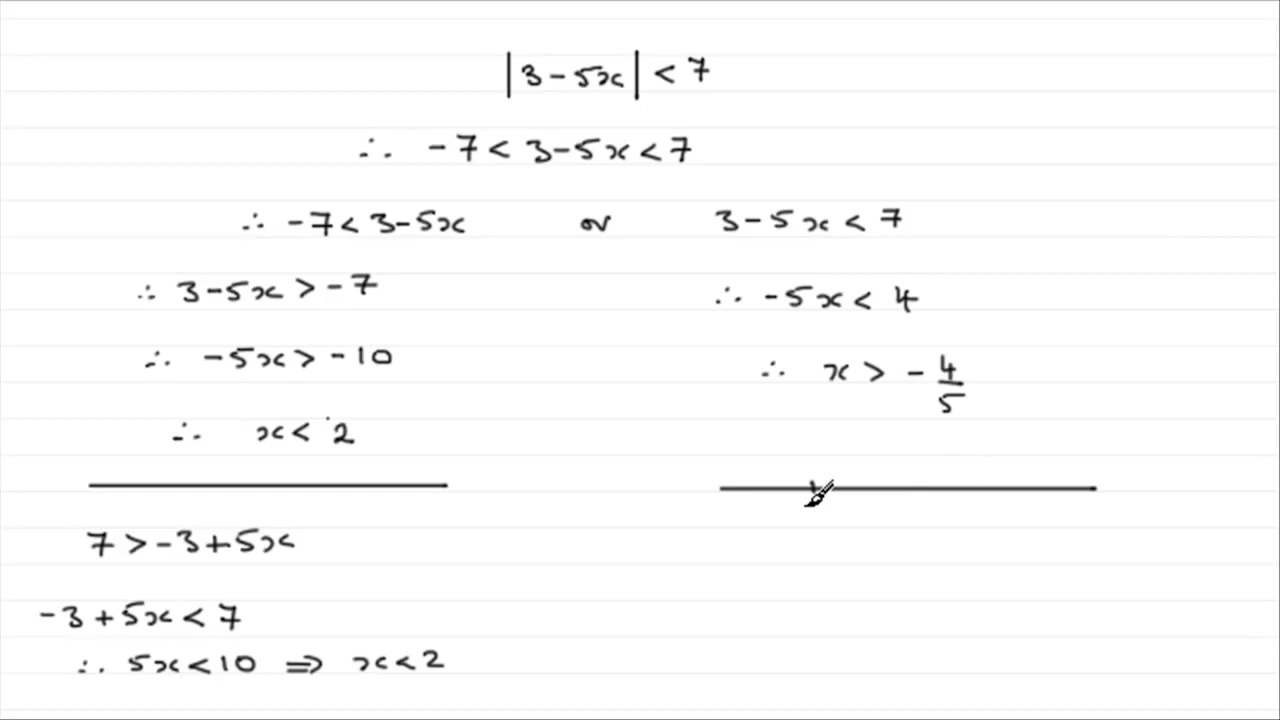 |3-5x| < 7
∴ -7 < 3-5x < 7
∴ -7 < 3-5x or 3-5x < 7
∴ 3-5x > -7 ∴ -5x < 4
∴ -5x > -10 ∴ x > -4/5
∴ x < 2
7 > -3+5x
-3+5x < 7
∴ 5x < 10 ⇒ x < 2